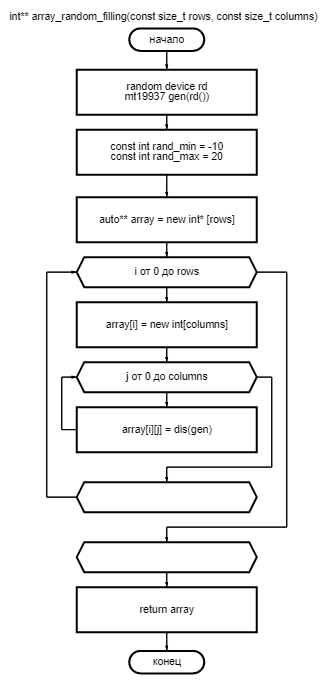 int** array_random_filling(const size_t rows, const size_t columns)
начало
random device rd
mt19937 gen(rd())
const int rand_min = -10
const int rand_max = 20
auto** array = new int* [rows]
i от 0 до rows
array[i] = new int[columns]
j от 0 до columns
array[i][j] = dis(gen)
return array
конец